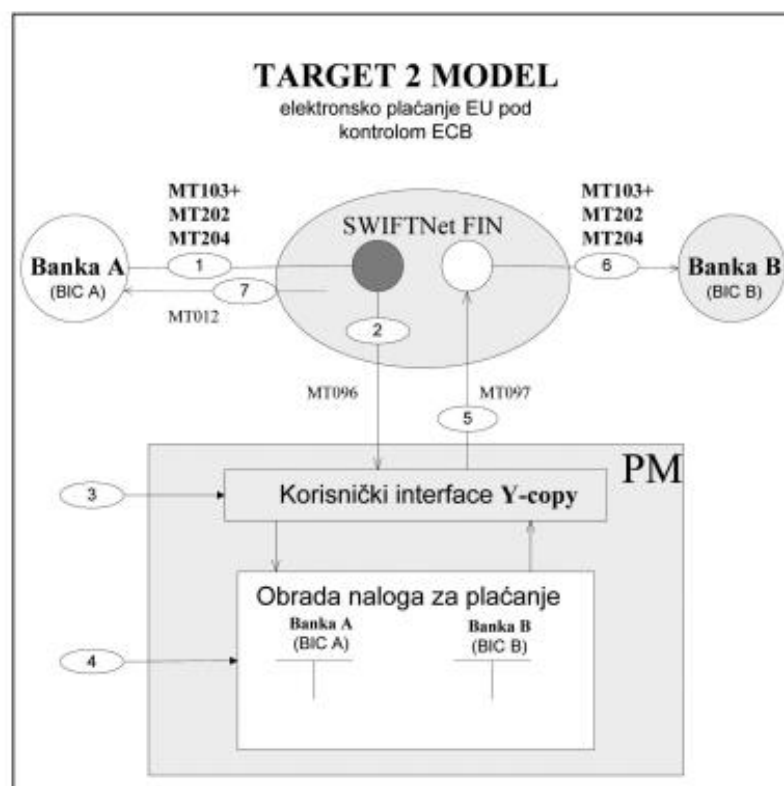 TARGET 2 MODEL
elektronsko plaćanje EU pod
kontrolom ECB
MT103+
MT202
MT204
SWIFTNet FIN
MT103+
MT202
MT204
Banka A
(BIC A)
1
7
MT012
2
6
Banka B
(BIC B)
MT096
MT097
5
PM
3
Korisnički interface Y-copy
Obrada naloga za plaćanje
Banka A
(BIC A)
Banka B
(BIC B)
4